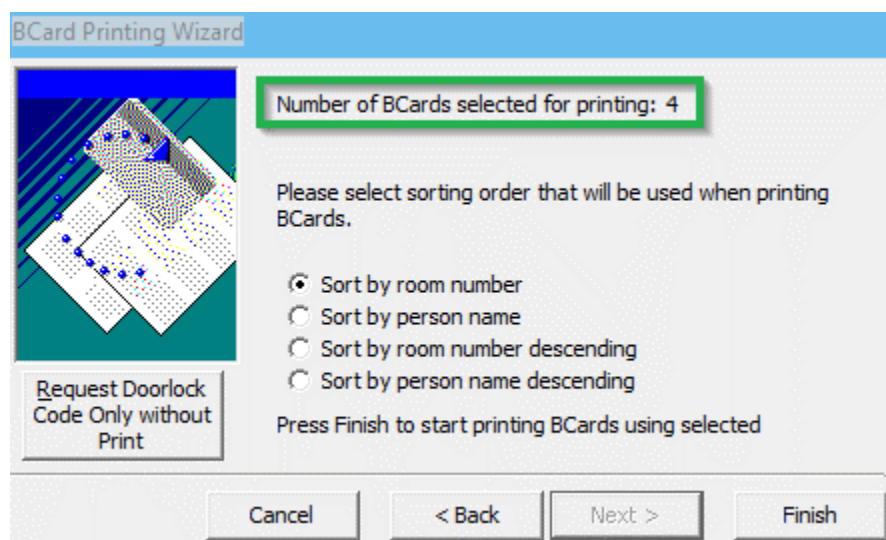 BCard Printing Wizard
Number of BCards selected for printing: 4
Please select sorting order that will be used when printing
BCards.
Sort by room number
Sort by person name
Sort by room number descending
Sort by person name descending
Request Doorlock
Code Only without
Print
Press Finish to start printing BCards using selected
Cancel
< Back
Next >
Finish